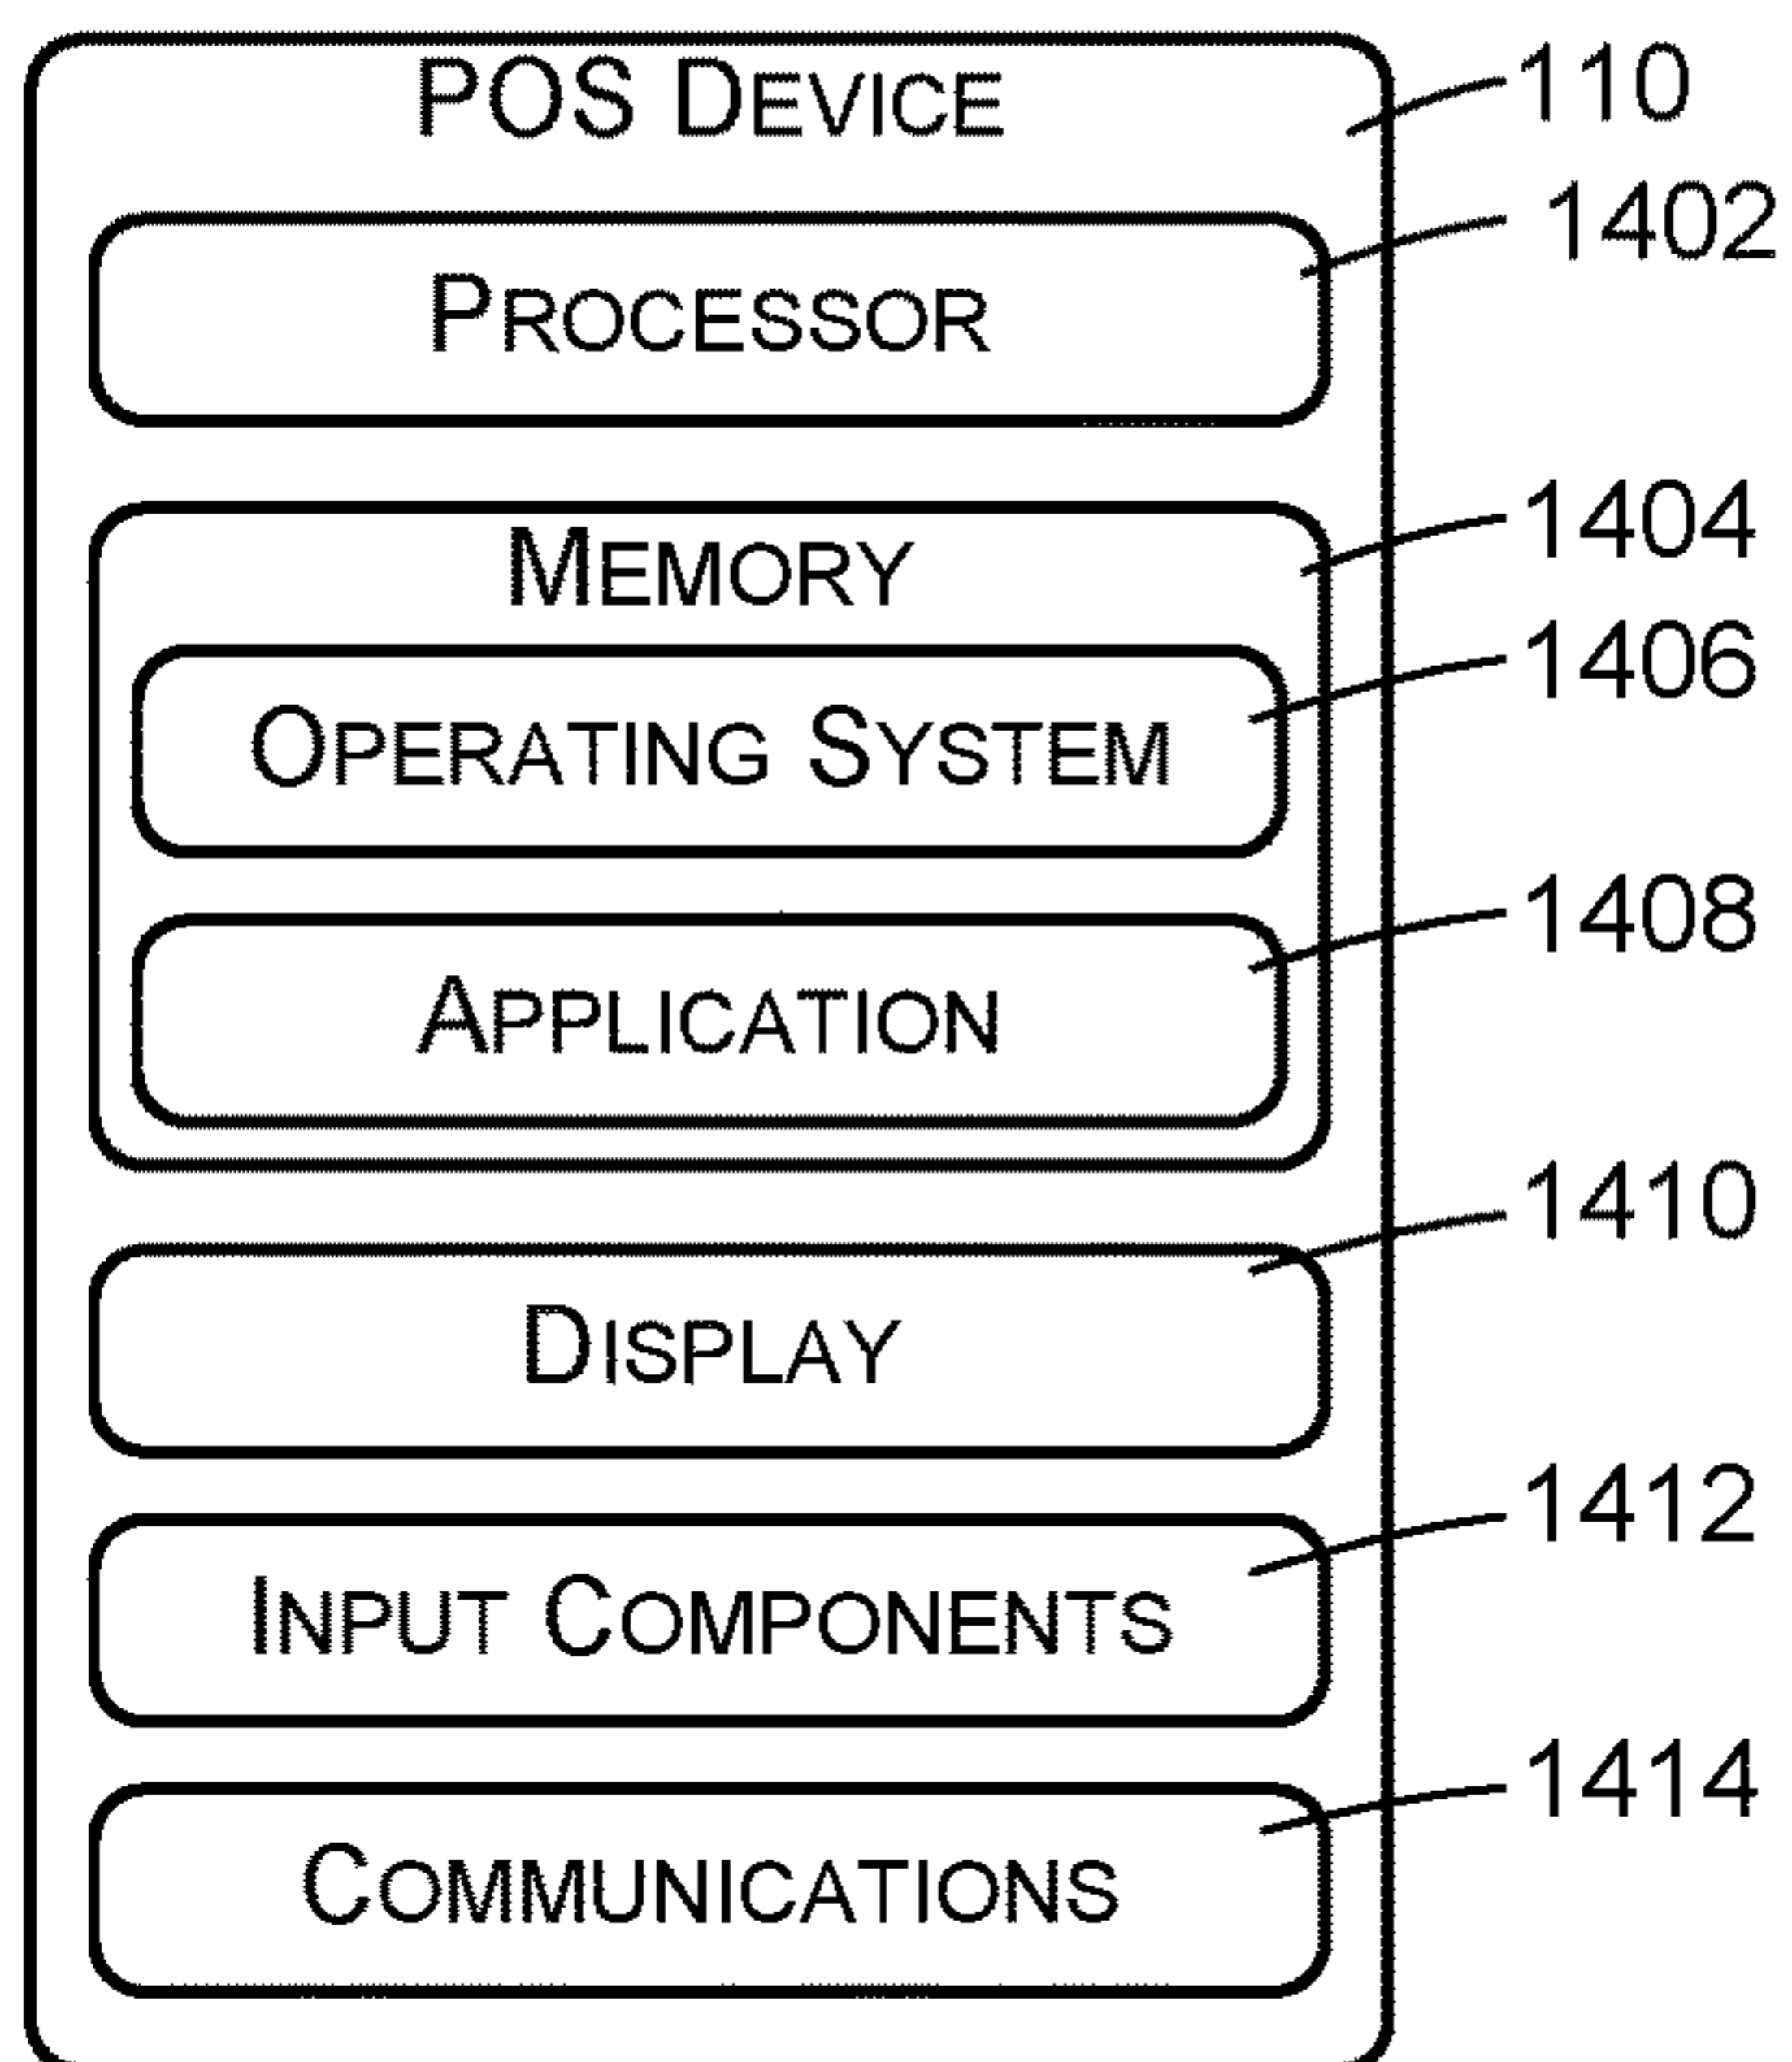 POS DEVICE
110
1402
PROCESSOR
1404
MEMORY
1406
OPERATING SYSTEM
1408
APPLICATION
1410
DISPLAY
1412
INPUT COMPONENTS
1414
COMMUNICATIONS